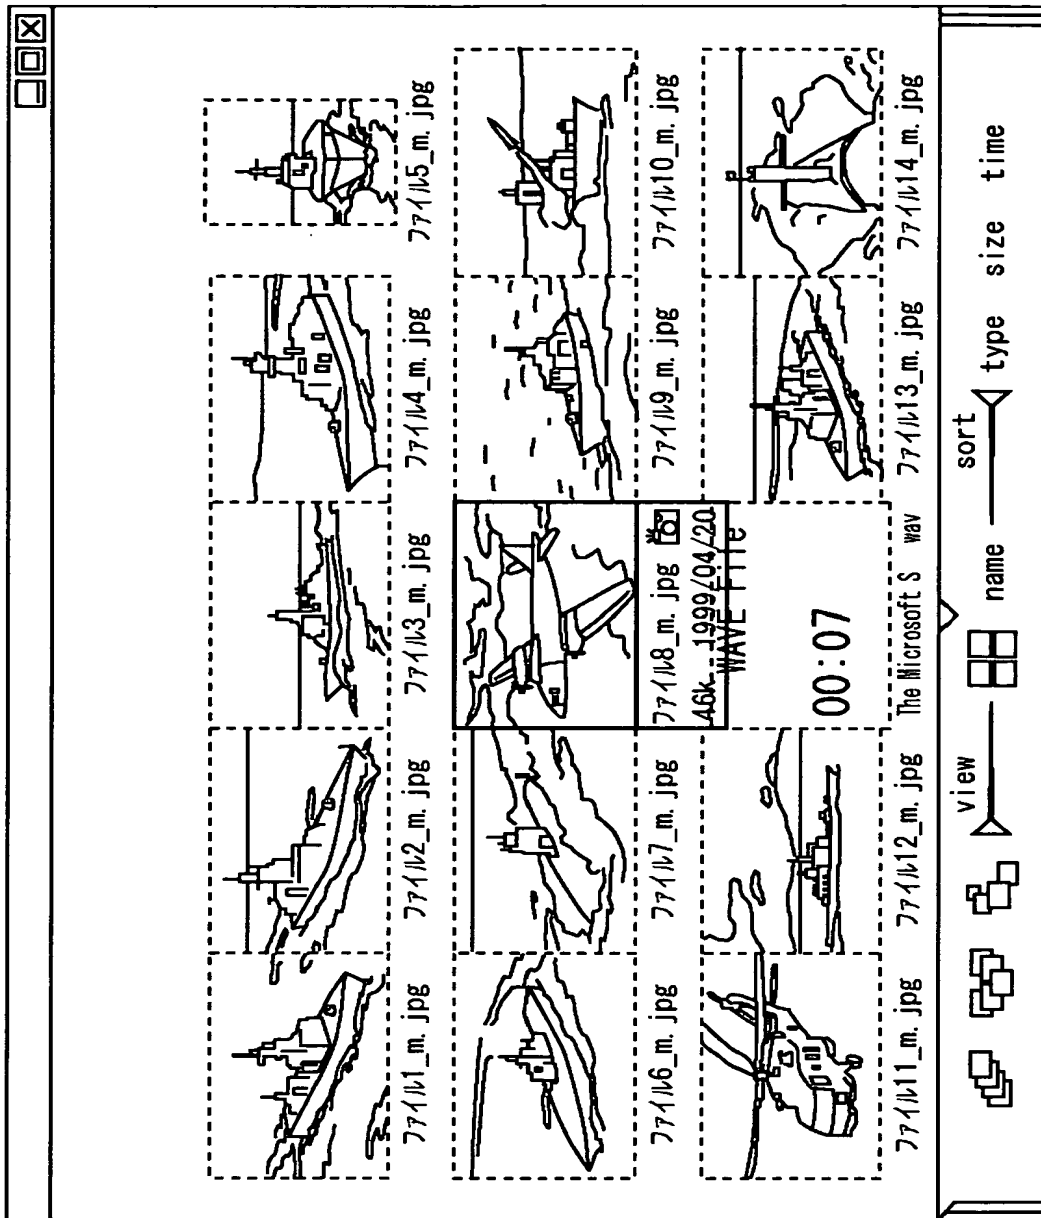 ファイル1_m.jpg
ファイル2_m.jpg
ファイル3_m.jpg
ファイル4_m.jpg
ファイル5_m.jpg
ファイル6_m.jpg
ファイル7_m.jpg
ファイル8_m.jpg
46k 1999/04/20
ファイル9_m.jpg
ファイル10_m.jpg
ファイル11_m.jpg
ファイル12_m.jpg
WAVE File
00:07
The Microsoft S wav
ファイル13_m.jpg
ファイル14_m.jpg
view
sort
name type size time